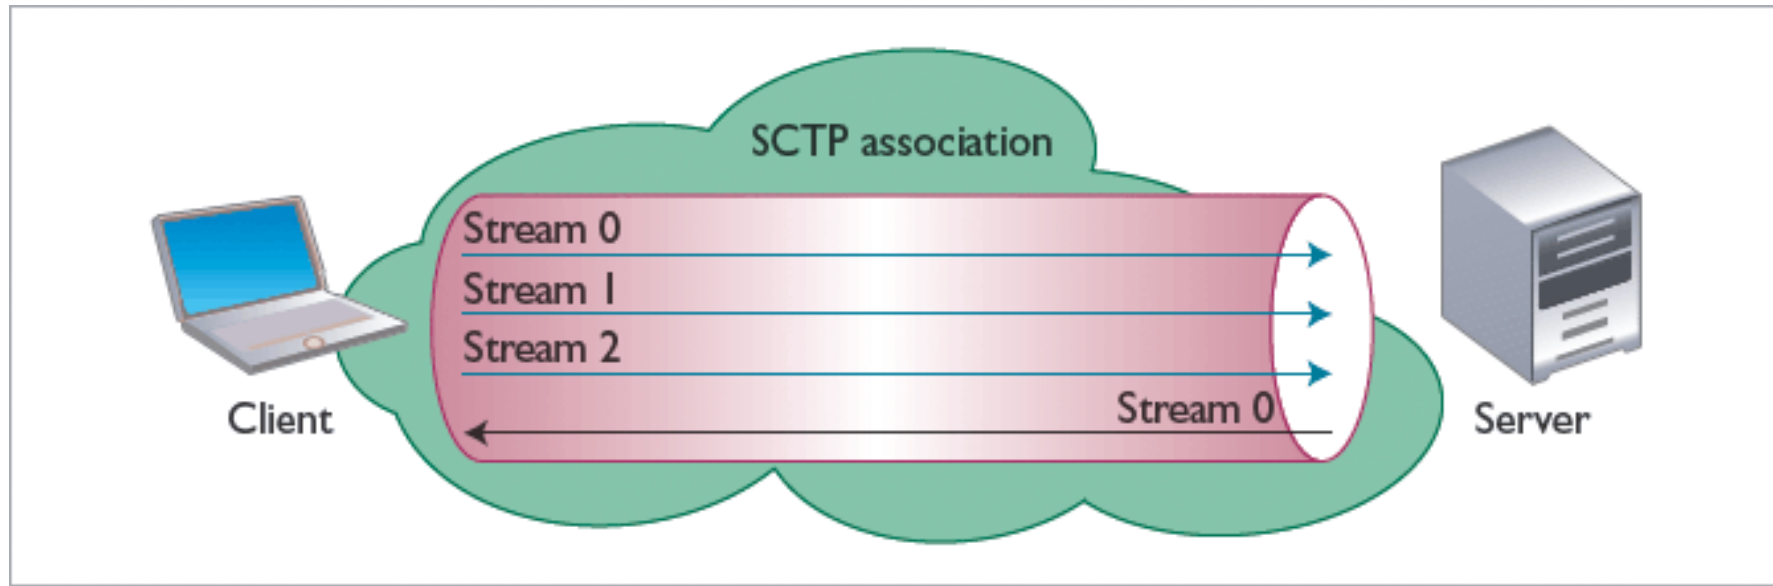 SCTP association
Stream 0
Stream 1
Stream 2
Stream 0
Client
Server